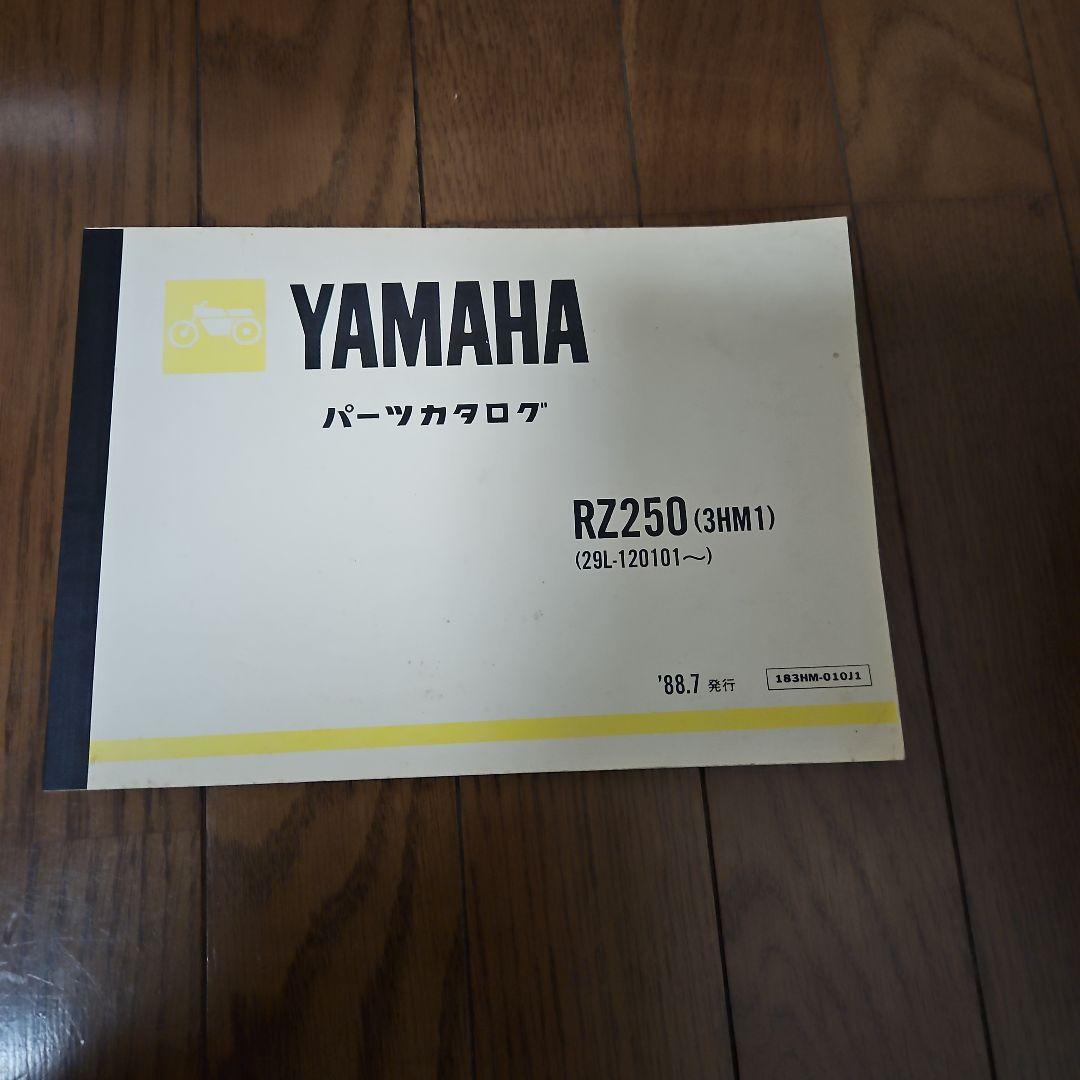 YAMAHA
パーツカタログ
RZ250 (3HM1)
(29L-120101～)
'88.7 発行
183HM-010J1